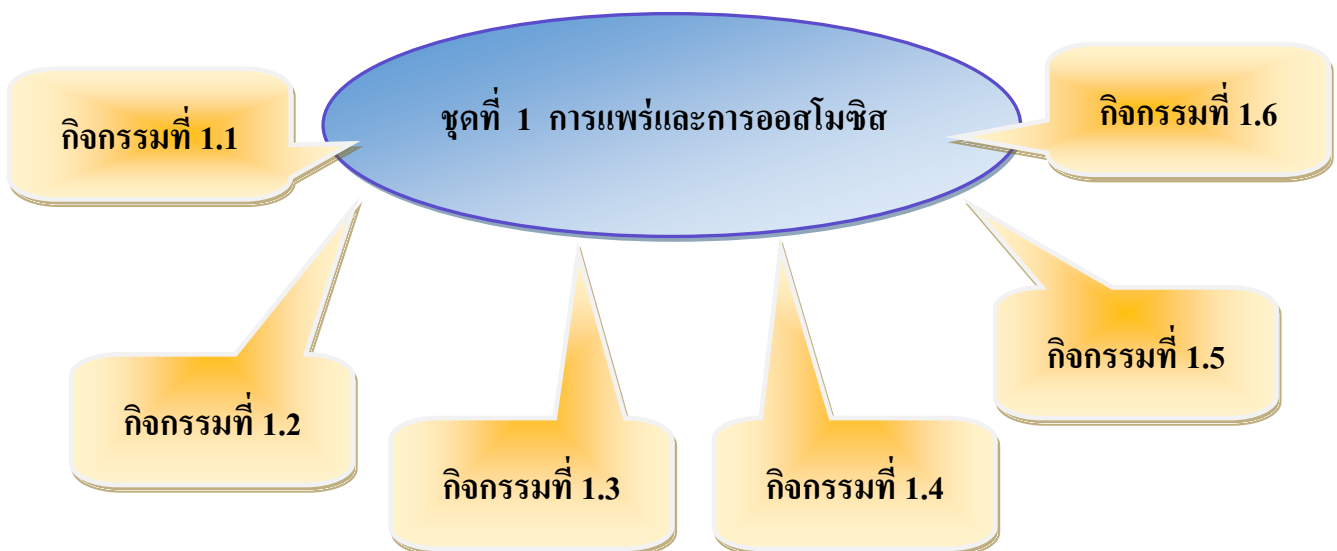 ชุดที่ 1 การแพร่และการออสโมซิส
กิจกรรมที่ 1.1
กิจกรรมที่ 1.2
กิจกรรมที่ 1.3
กิจกรรมที่ 1.4
กิจกรรมที่ 1.5
กิจกรรมที่ 1.6